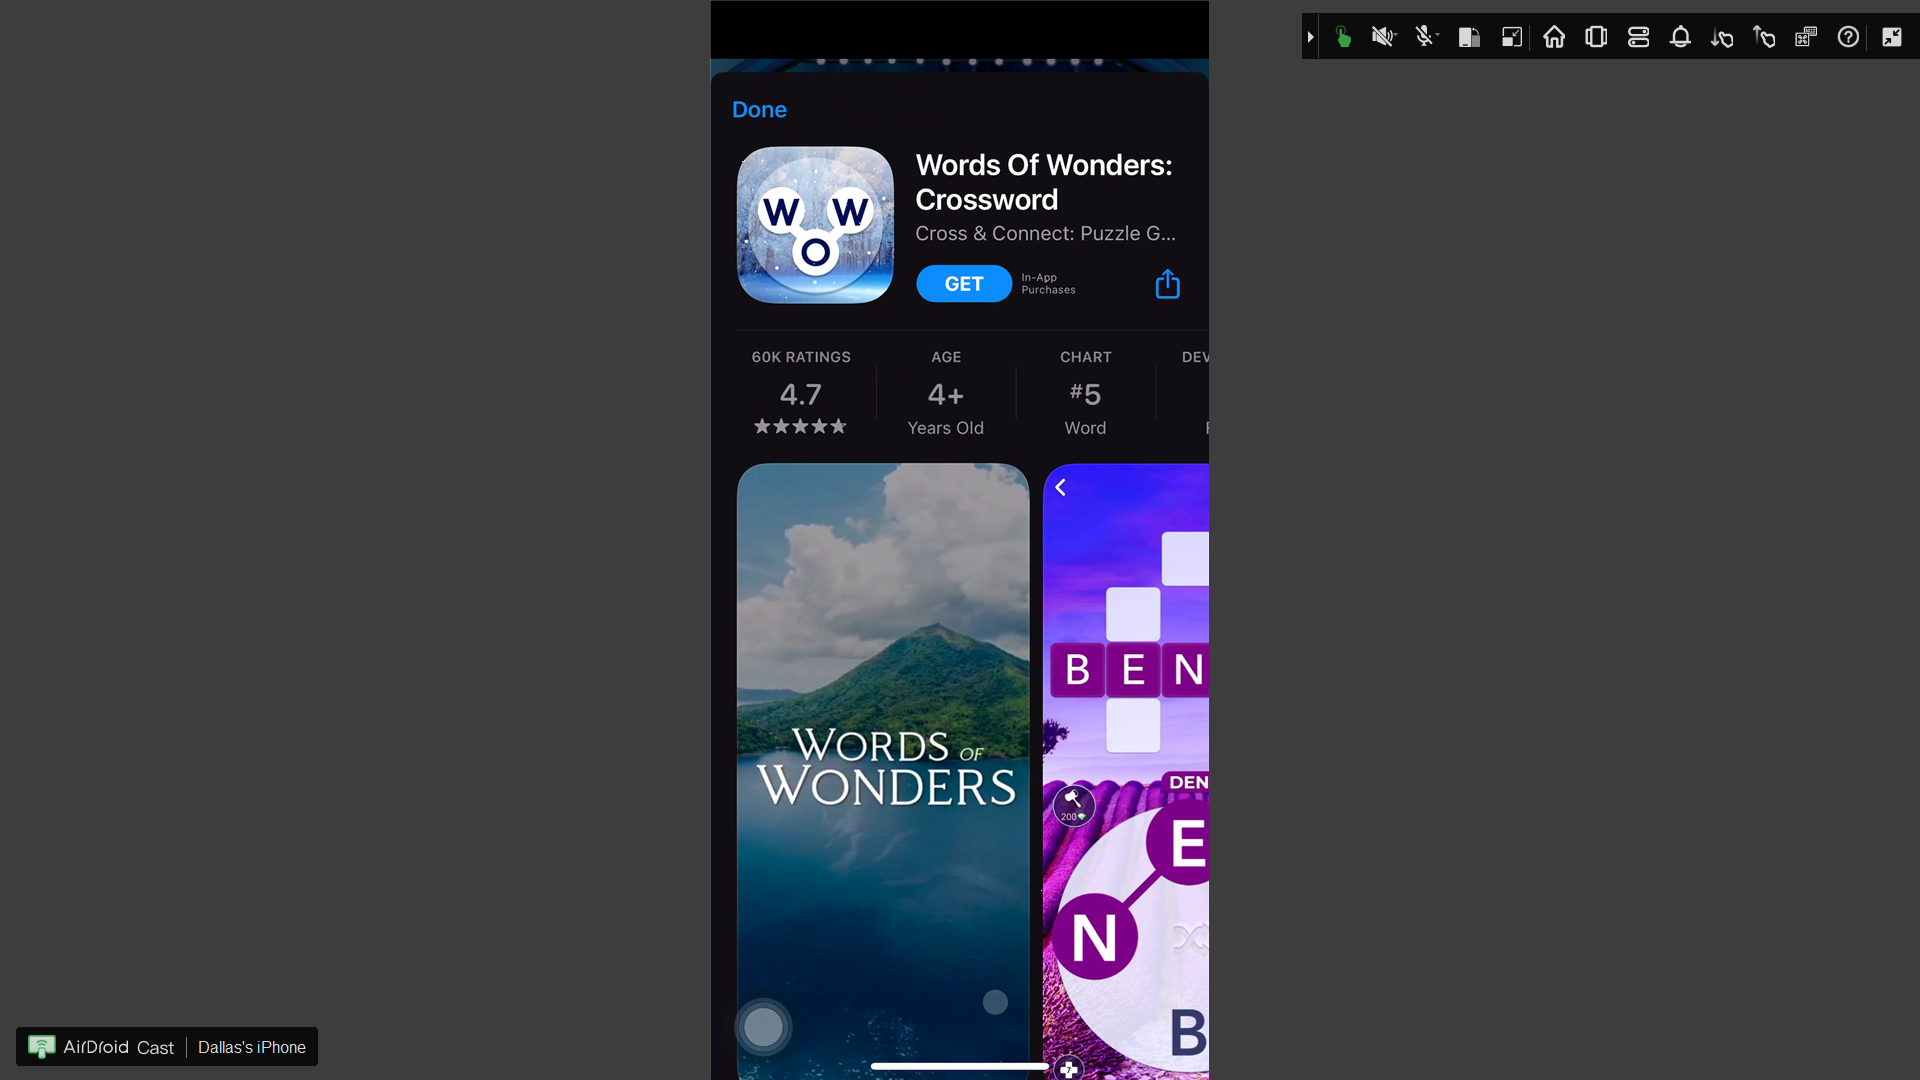 Done
W W
O
Words Of Wonders:
Crossword
Cross & Connect: Puzzle G...
GET
In-App
Purchases
60K RATINGS
AGE
CHART
DEV
4.7
4+
#5
Years Old
Word
WORDS OF
WONDERS
B E N
DEN
200
E
N
B
AirDroid Cast
Dallas's iPhone